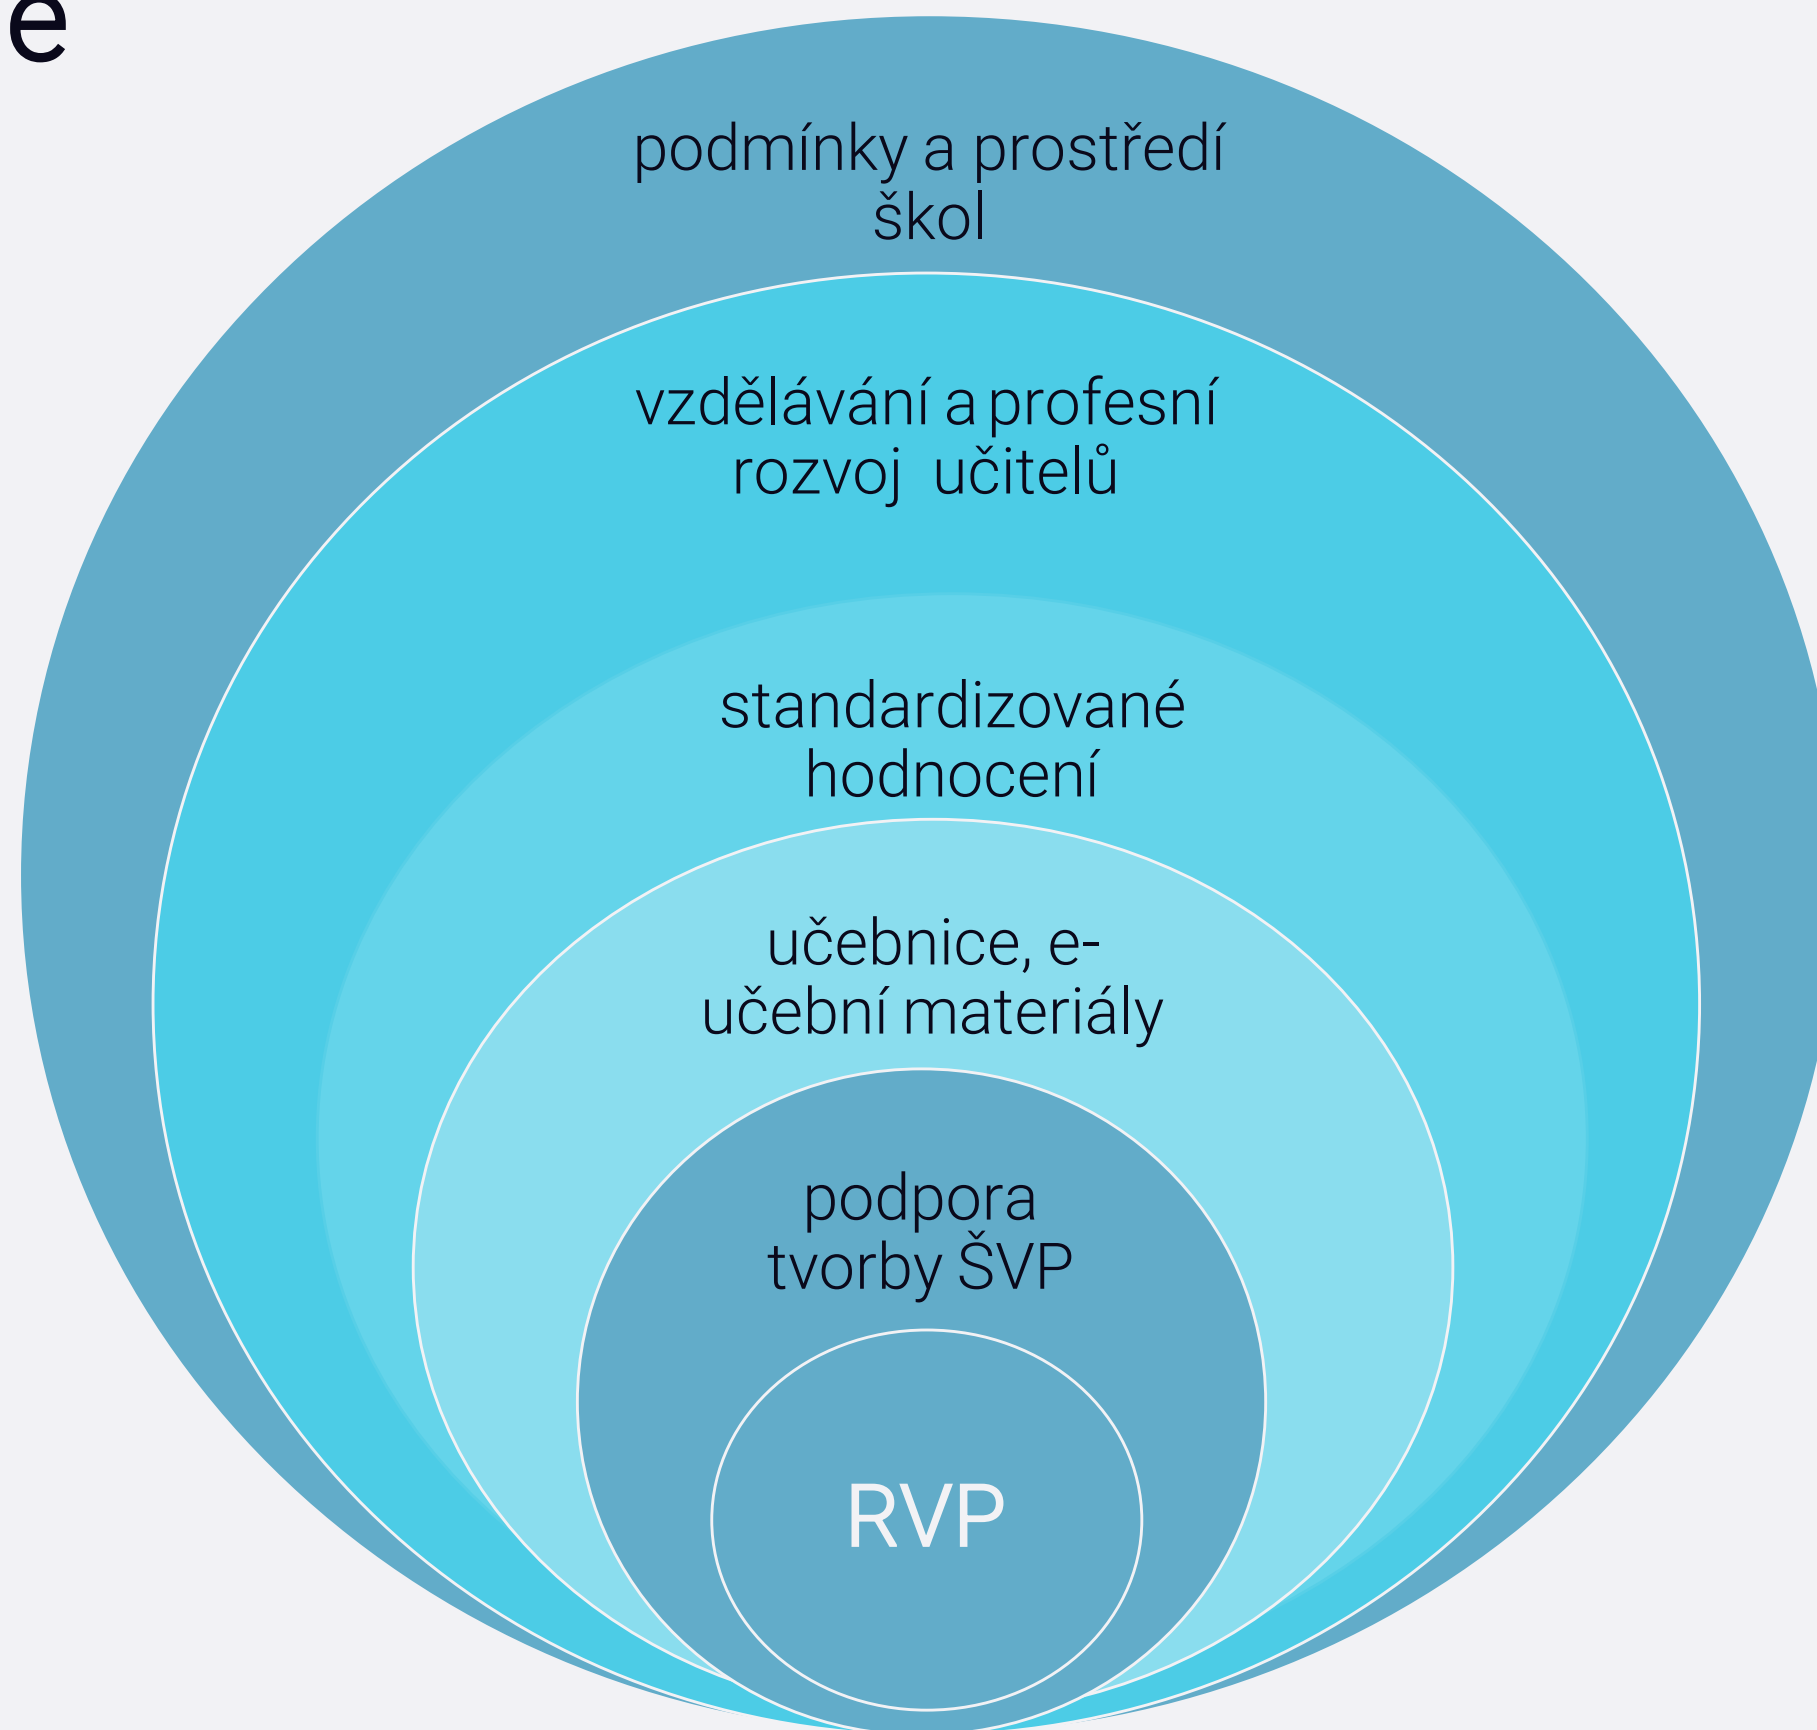 e
podmínky a prostředí
škol
vzdělávání a profesní
rozvoj učitelů
standardizované
hodnocení
učebnice, e-
učební materiály
podpora
tvorby ŠVP
RVP